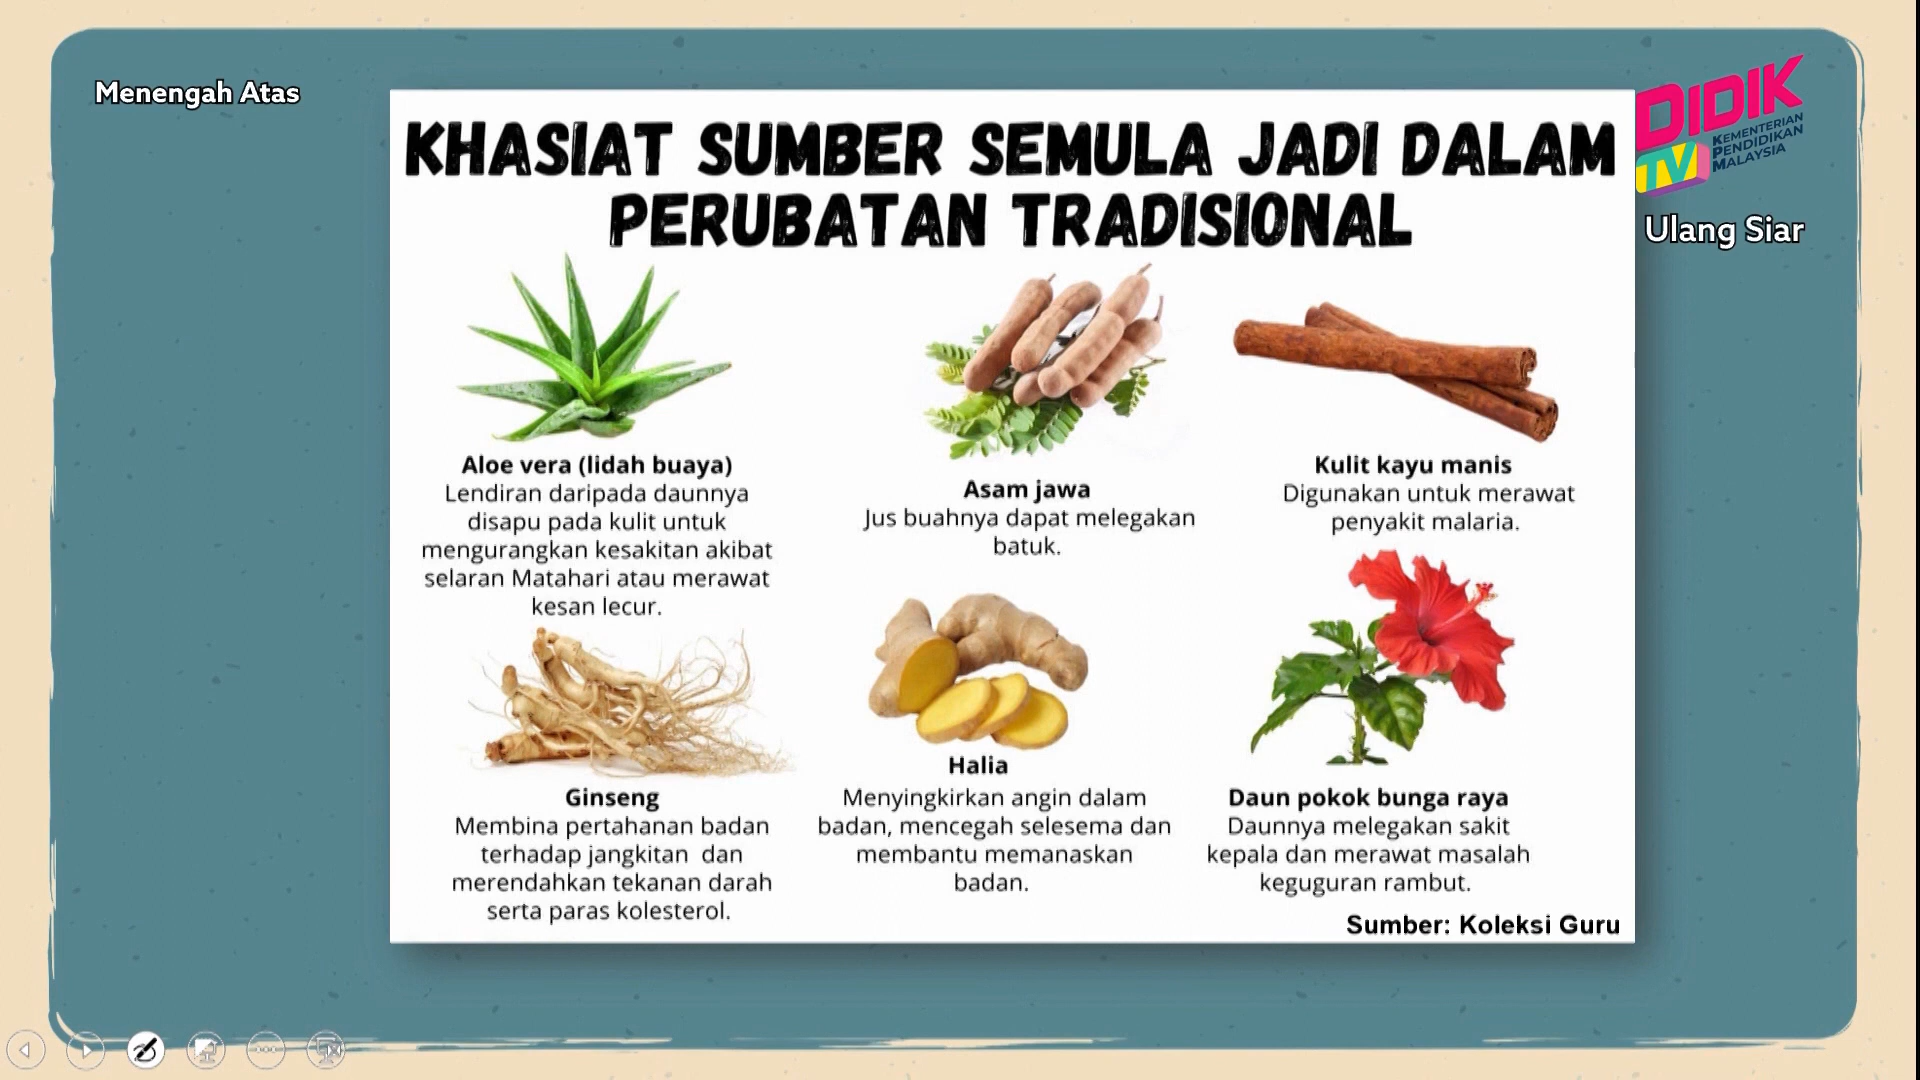 Menengah Atas
DIDIK
TV
KEMENTERIAN
PENDIDIKAN
MALAYSIA
Ulang Siar
KHASIAT SUMBER SEMULA JADI DALAM
PERUBATAN TRADISIONAL
Aloe vera (lidah buaya)
Lendiran daripada daunnya
disapu pada kulit untuk
mengurangkan kesakitan akibat
selaran Matahari atau merawat
kesan lecur.
Asam jawa
Jus buahnya dapat melegakan
batuk.
Kulit kayu manis
Digunakan untuk merawat
penyakit malaria.
Ginseng
Membina pertahanan badan
terhadap jangkitan dan
merendahkan tekanan darah
serta paras kolesterol.
Halia
Menyingkirkan angin dalam
badan, mencegah selesema dan
membantu memanaskan
badan.
Daun pokok bunga raya
Daunnya melegakan sakit
kepala dan merawat masalah
keguguran rambut.
Sumber: Koleksi Guru